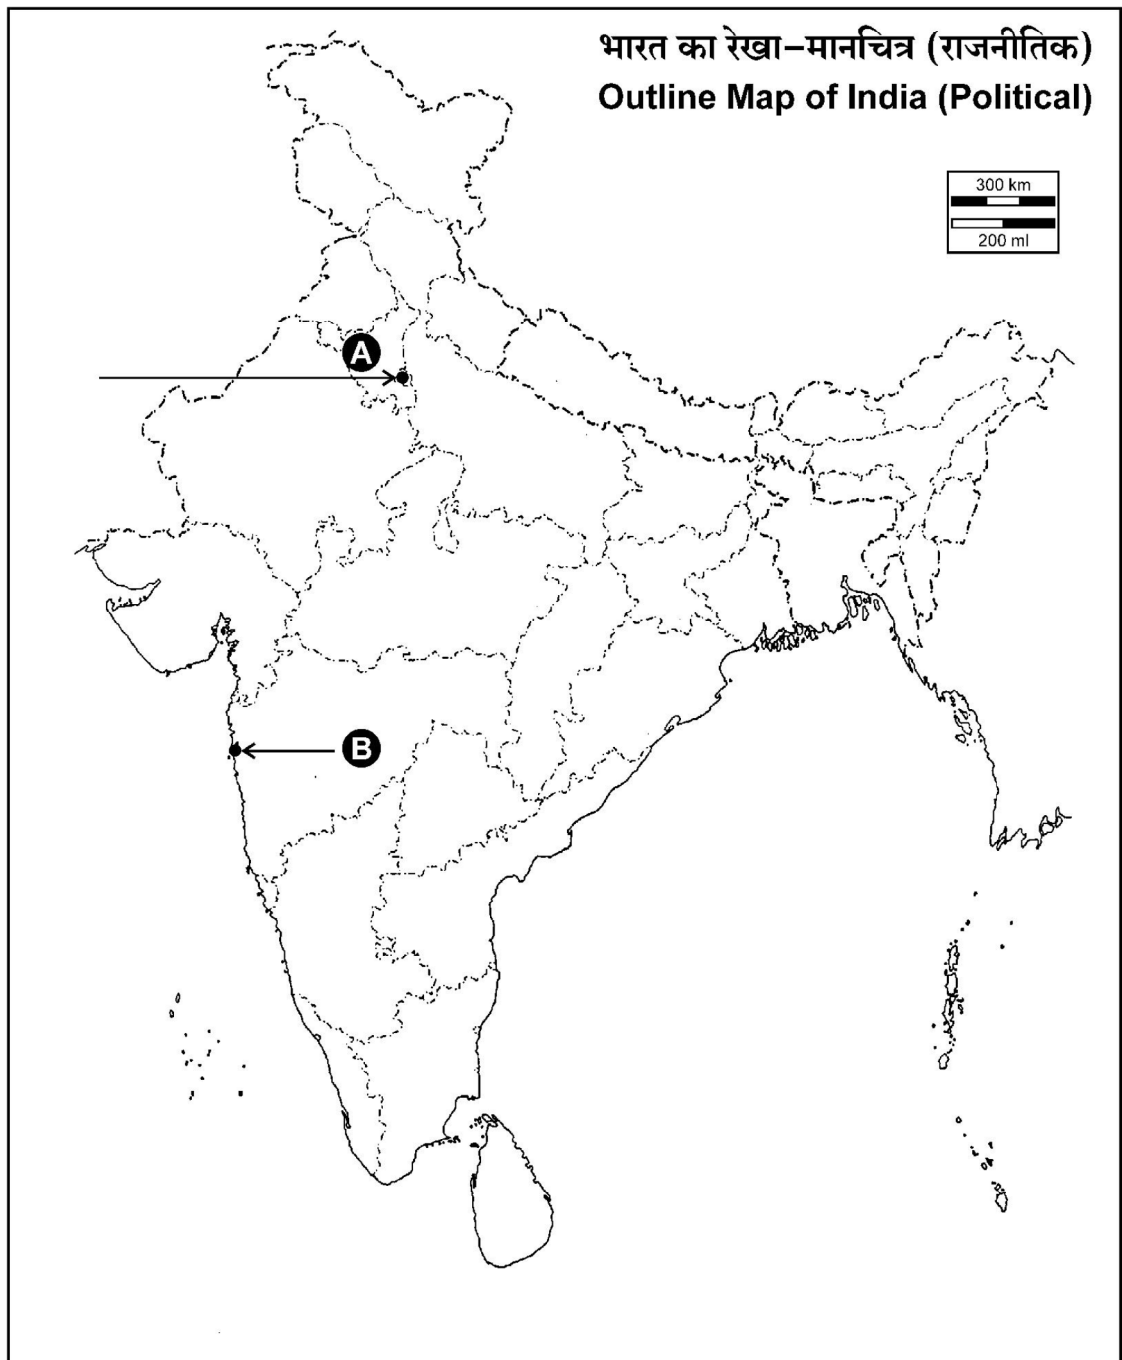 भारत का रेखा–मानचित्र (राजनीतिक)
Outline Map of India (Political)
300 km
200 ml
A
B